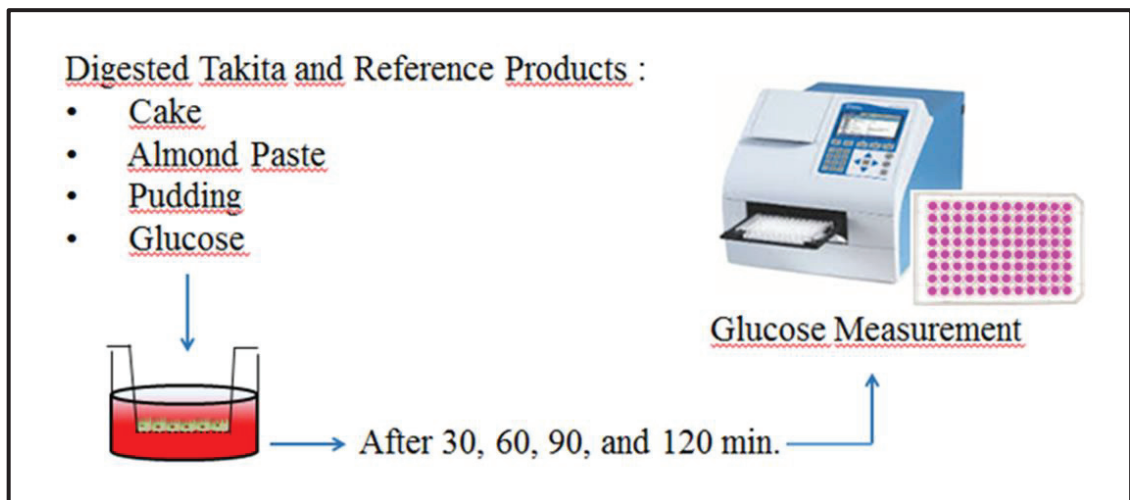 Digested Takita and Reference Products :
• Cake
• Almond Paste
• Pudding
• Glucose
Glucose Measurement
After 30, 60, 90, and 120 min.